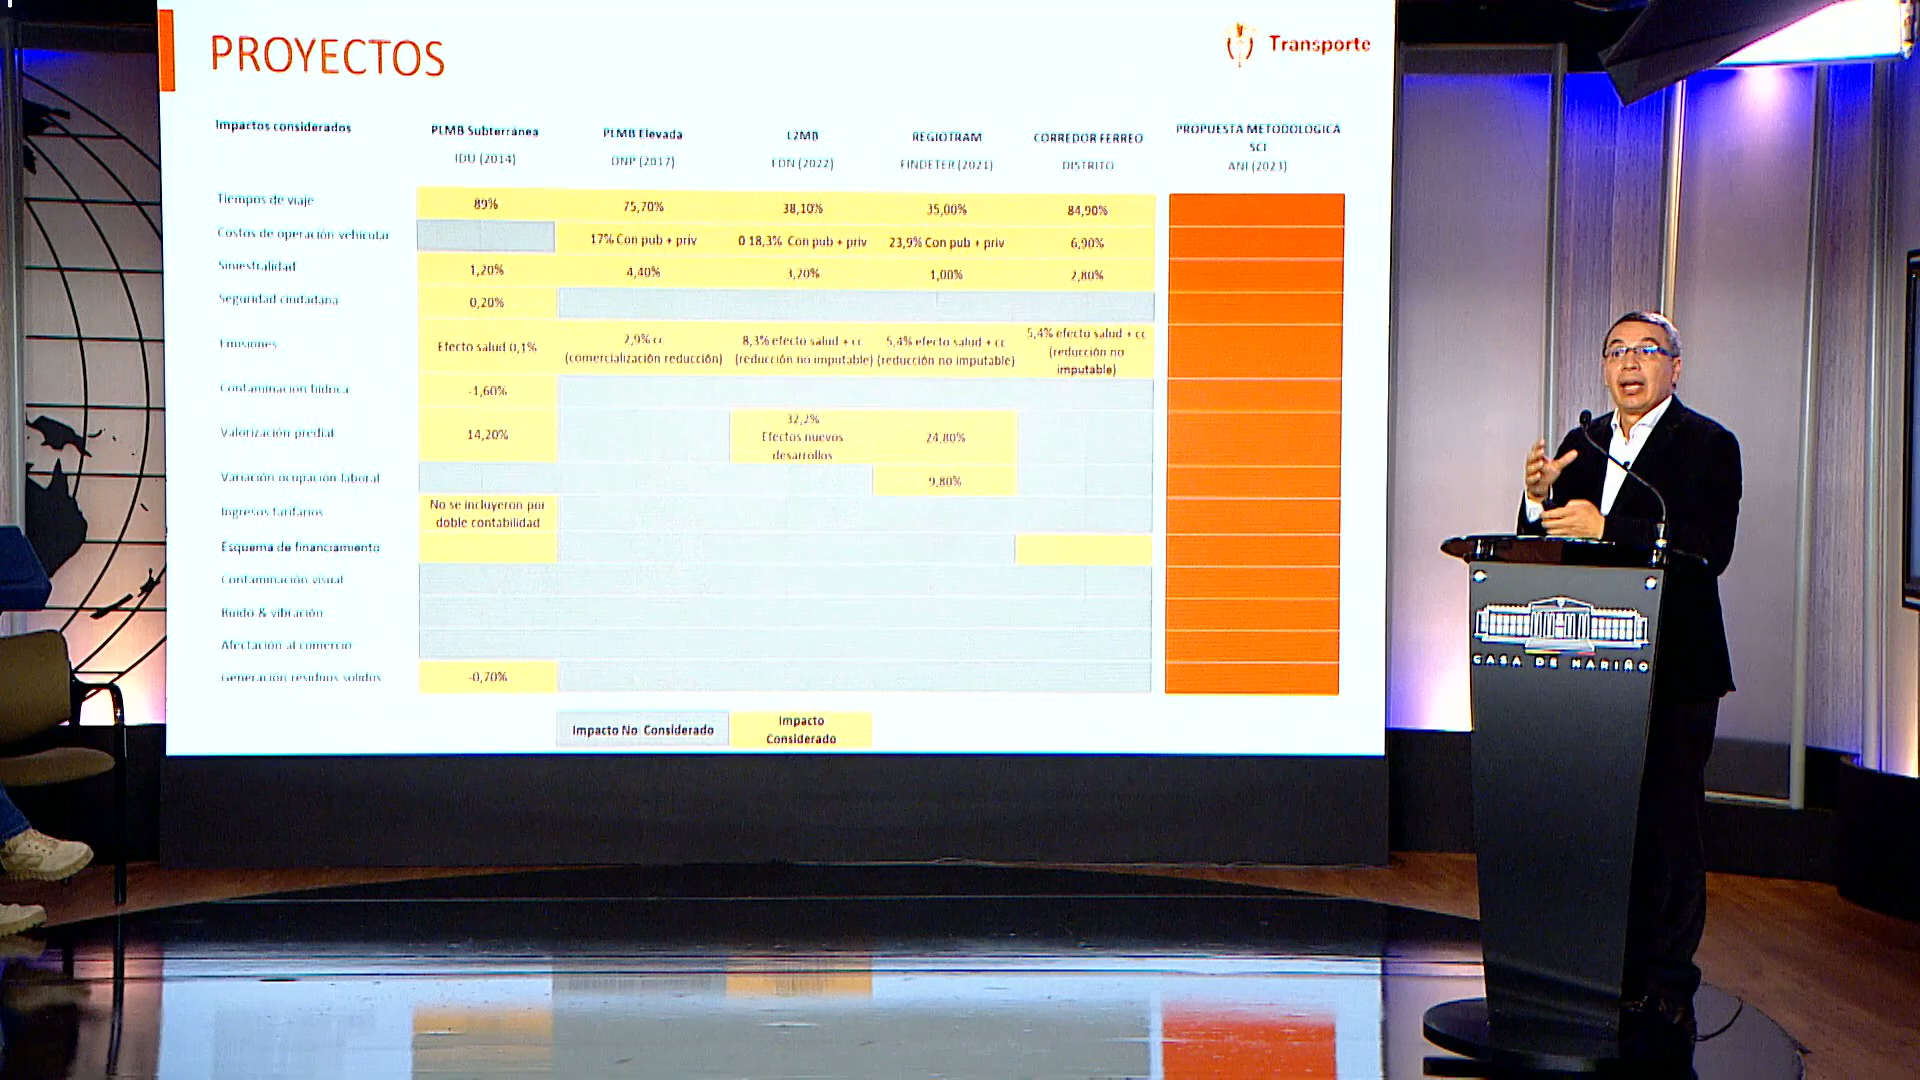 PROYECTOS
Transporte
Impactos considerados
PLMB Subterránea
IDU (2014)
PLMB Elevada
DNP (2017)
L2MB
FDN (2022)
REGIOTRAM
FINDETER (2021)
CORREDOR FERREO
DISTRITO
PROPUESTA METODOLOGICA
SCI
ANI (2023)
Tiempos de viaje
89%
75,70%
38,10%
35,00%
84,90%
Costos de operación vehicular
17% Con pub + priv
0 18,3% Con pub + priv
23,9% Con pub + priv
6,90%
Siniestralidad
1,20%
4,40%
3,20%
1,00%
2,80%
Seguridad ciudadana
0,20%
Emisiones
Efecto salud 0,1%
2,9% cc
(comercialización reducción)
8,3% efecto salud + cc
(reducción no imputable)
5,4% efecto salud + cc
(reducción no imputable)
5,4% efecto salud + cc
(reducción no
imputable)
Contaminación hídrica
-1,60%
Valorización predial
14,20%
32,2%
Efectos nuevos
desarrollos
24,80%
Variación ocupación laboral
9,80%
Ingresos tarifarios
No se incluyeron por
doble contabilidad
Esquema de financiamiento
Contaminación visual
Ruido & vibración
Afectación al comercio
Generación residuos solidos
-0,70%
Impacto No Considerado
Impacto
Considerado
CASA DE NARIÑO